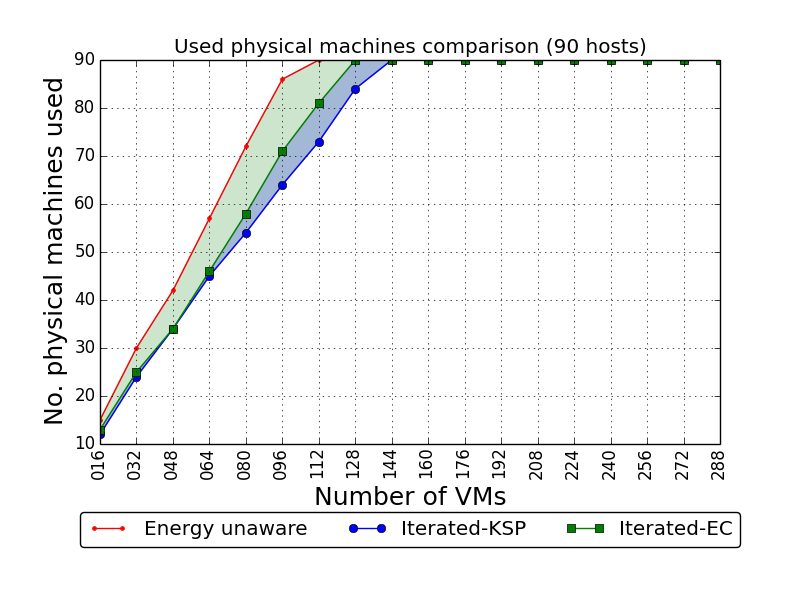 Used physical machines comparison (90 hosts)
No. physical machines used
90
80
70
60
50
40
30
20
10
016 032 048 064 080 096 112 128 144 160 176 192 208 224 240 256 272 288
Number of VMs
Energy unaware Iterated-KSP Iterated-EC